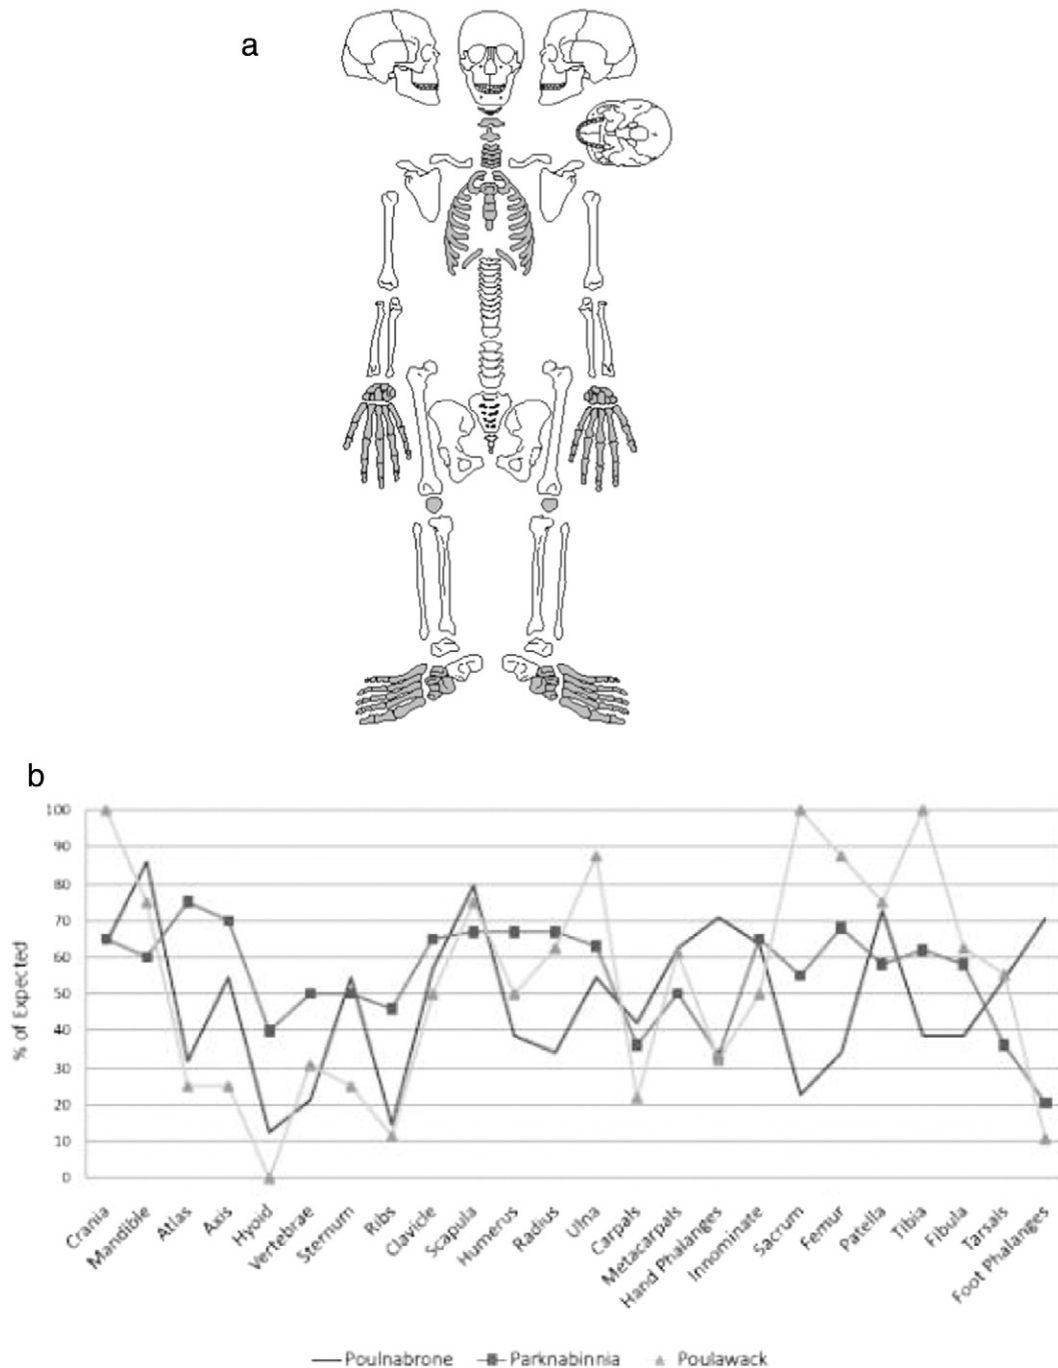 a
b
100
90
80
70
60
50
40
30
20
10
0
% of Expected
Crania
Mandible
Atlas
Axis
Hyoid
Vertebrae
Sternum
Ribs
Clavicle
Scapula
Humerus
Radius
Ulna
Carpals
Metacarpals
Hand Phalanges
Innominate
Sacrum
Femur
Patella
Tibia
Fibula
Tarsals
Foot Phalanges
Poulnabrone Parknabinnia Poulawack